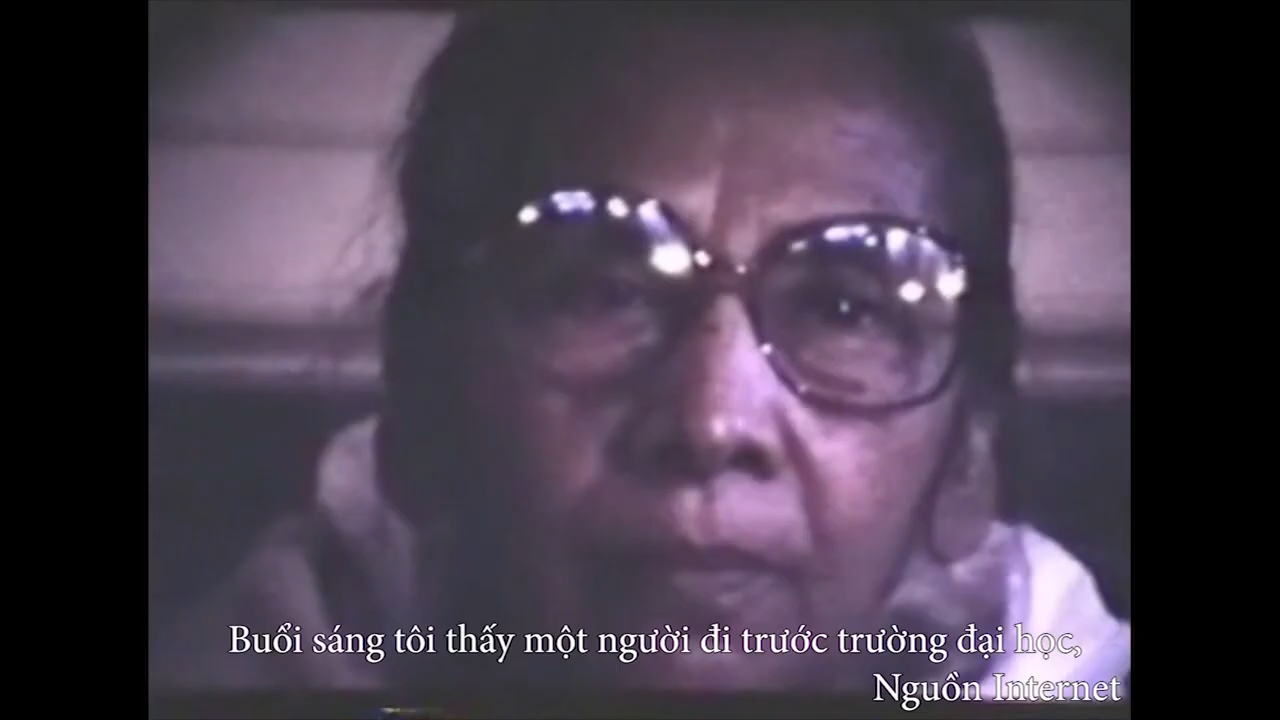 Buổi sáng tôi thấy một người đi trước trường đại học,
Nguồn Internet